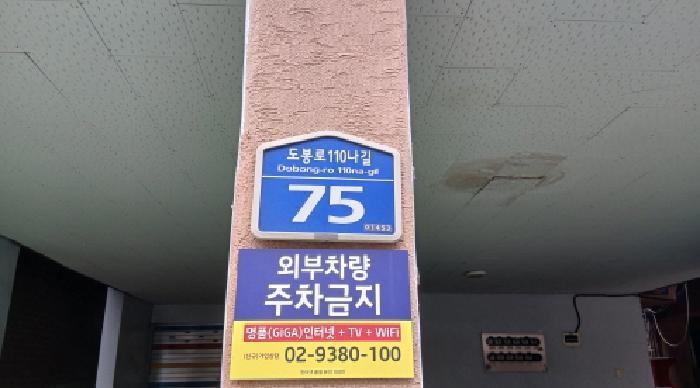 도봉로110나길
Dobong-ro 110na-gil
75
01453
외부차량
주차금지
명품(GiGA)인터넷 + TV + WiFi
02-9380-100